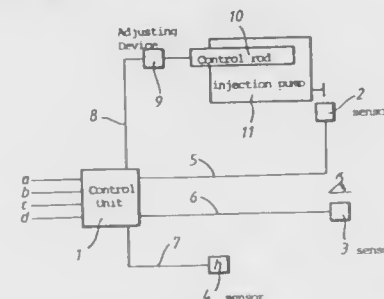 Adjusting
Device
10
Control rod
injection pump
9
11
2
sensor
8
5
a
b
c
d
Control
Unit
6
1
3
sensor
7
h
4 sensor